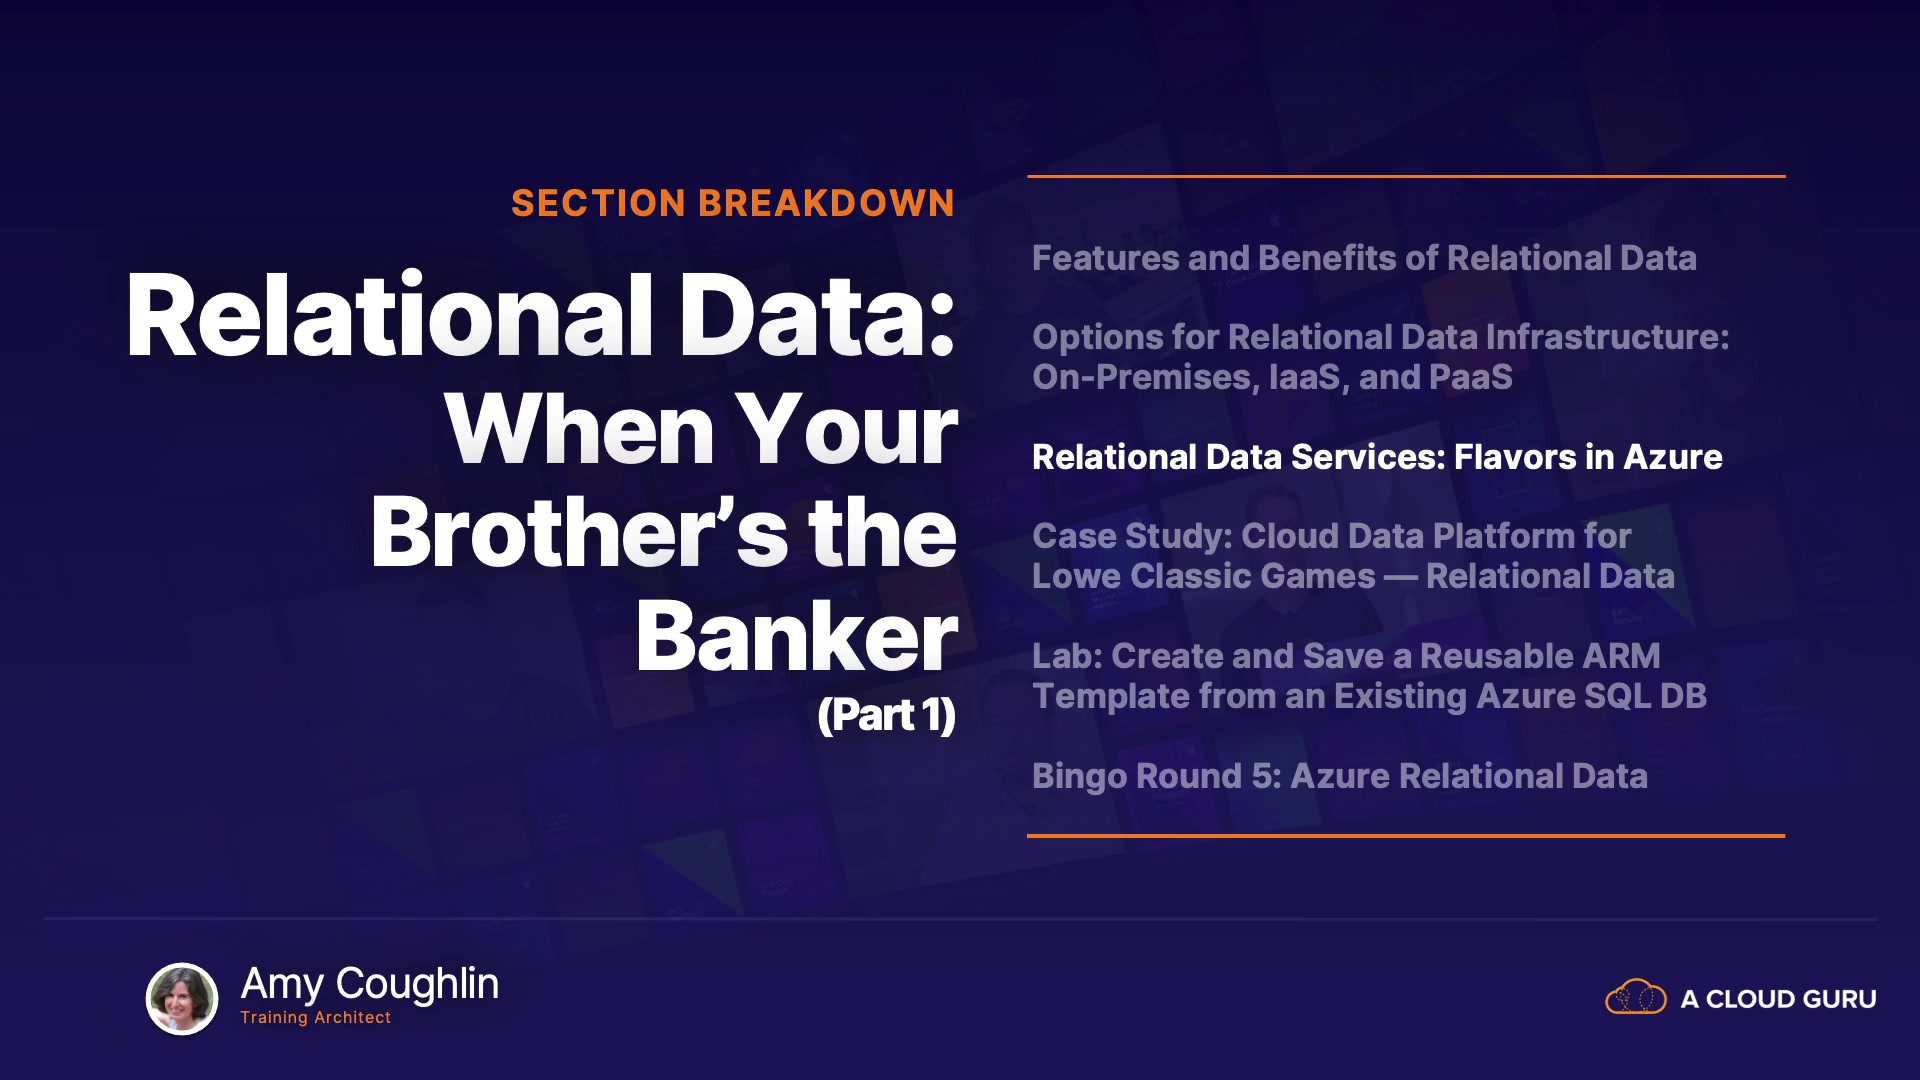 SECTION BREAKDOWN
Relational Data:
When Your
Brother’s the
Banker
(Part 1)
Features and Benefits of Relational Data
Options for Relational Data Infrastructure:
On-Premises, IaaS, and PaaS
Relational Data Services: Flavors in Azure
Case Study: Cloud Data Platform for
Lowe Classic Games — Relational Data
Lab: Create and Save a Reusable ARM
Template from an Existing Azure SQL DB
Bingo Round 5: Azure Relational Data
Amy Coughlin
Training Architect
A CLOUD GURU